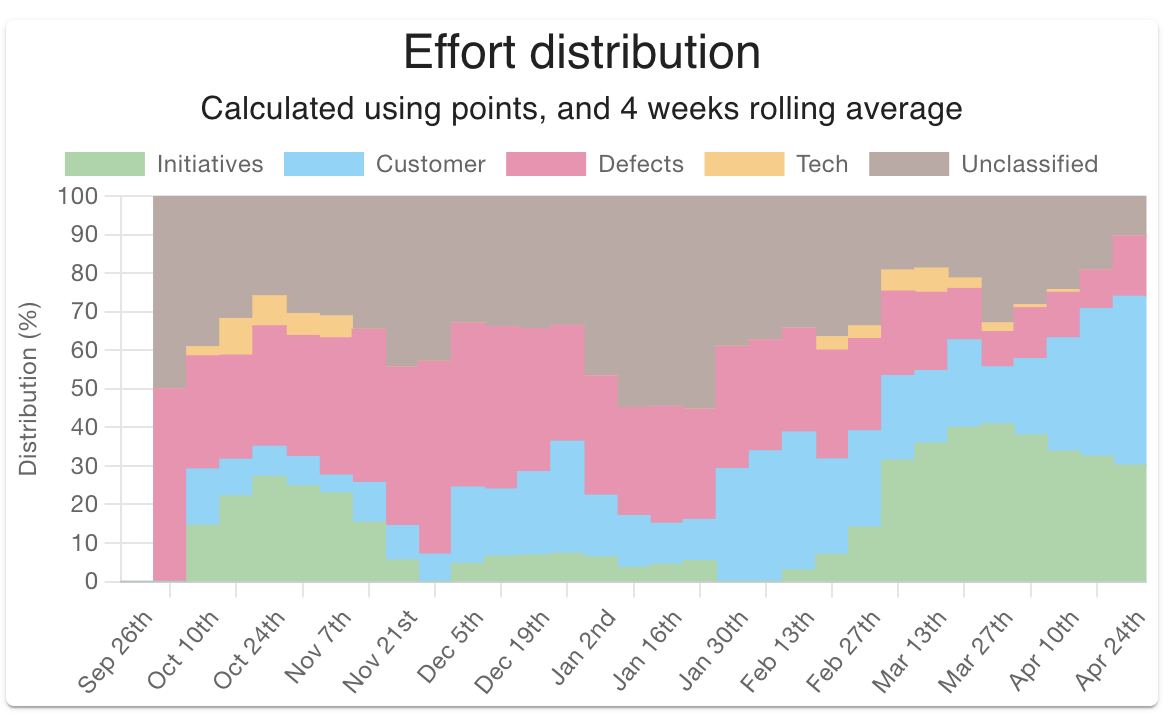 Effort distribution
Calculated using points, and 4 weeks rolling average
Initiatives Customer Defects Tech Unclassified
Distribution (%)
100
90
80
70
60
50
40
30
20
10
0
Sep 26th Oct 10th Oct 24th Nov 7th Nov 21st Dec 5th Dec 19th Jan 2nd Jan 16th Jan 30th Feb 13th Feb 27th Mar 13th Mar 27th Apr 10th Apr 24th